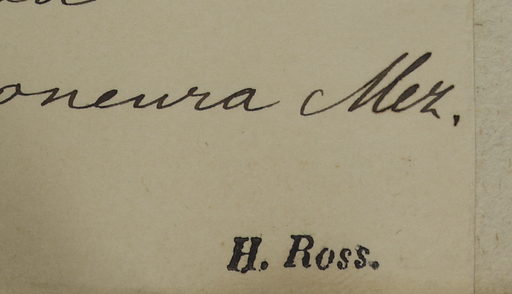 oneura Mez.
H. Ross.